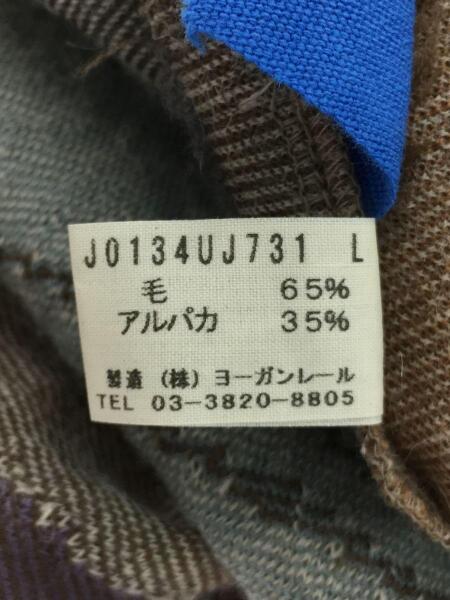 J0134UJ731 L
毛 65%
アルパカ 35%
製造 (株) ヨーガンレール
TEL 03-3820-8805